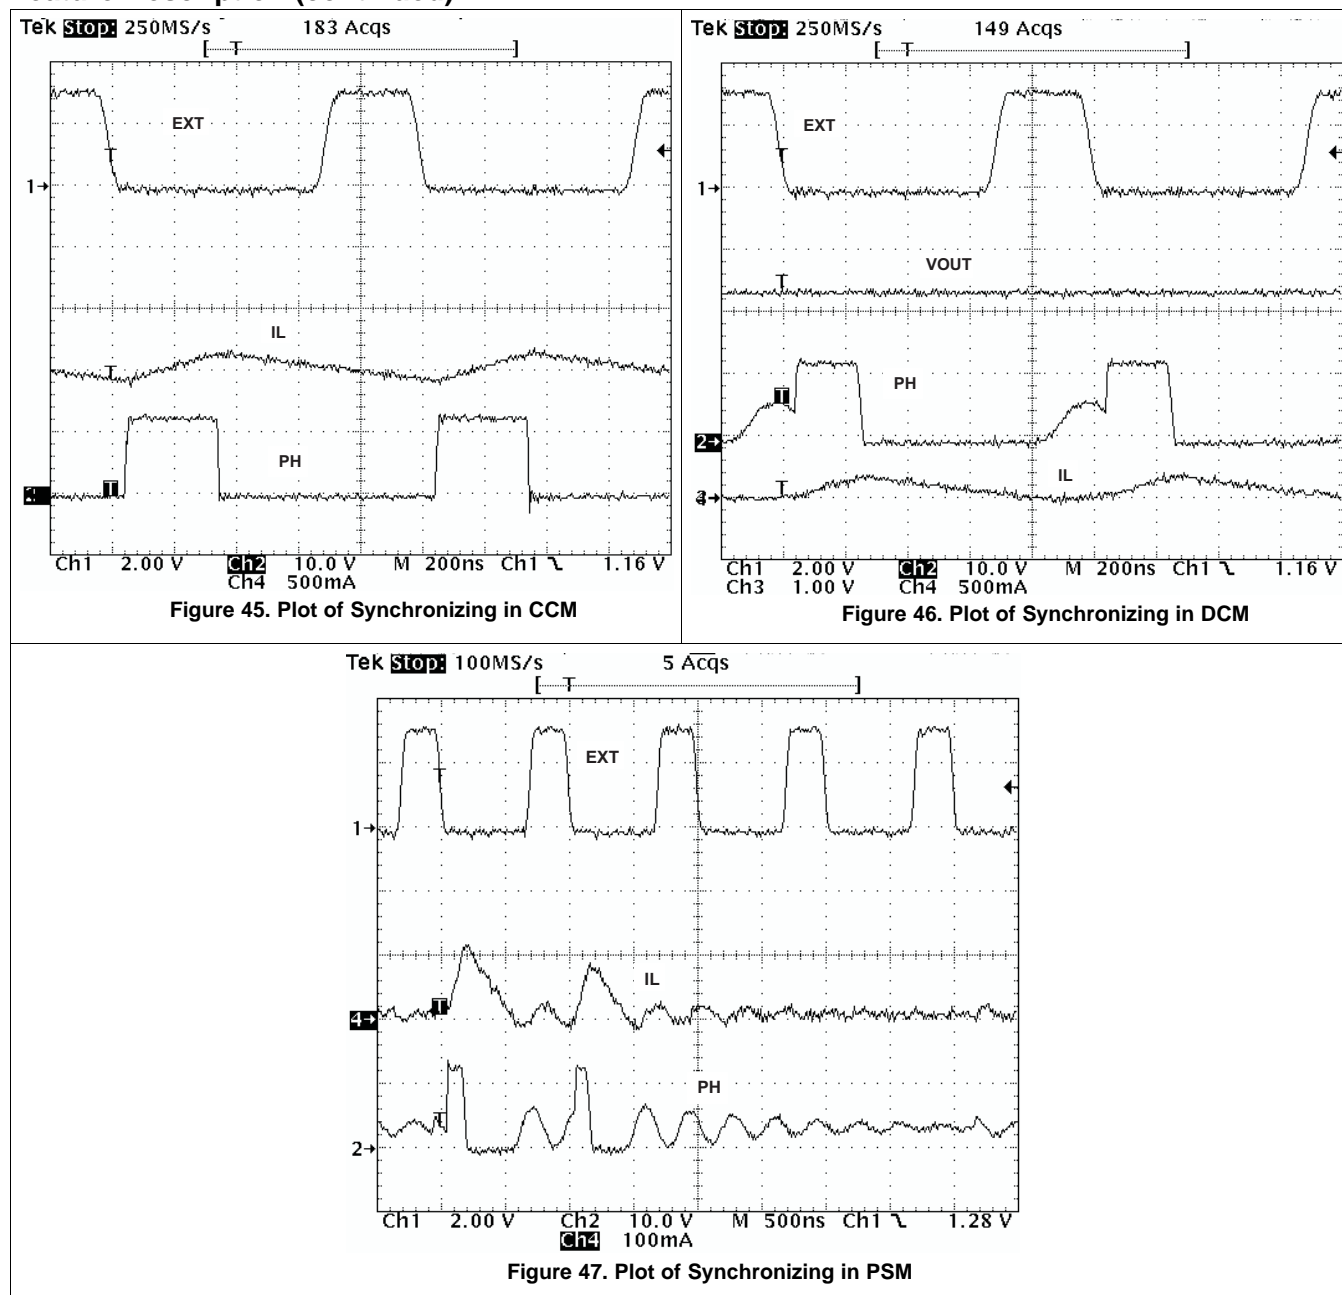 Tek Stop: 250MS/s 183 Acqs
[ T ]
EXT
T
1→
IL
T
PH
T
Ch1 2.00 V Ch2 10.0 V M 200ns Ch1 1.16 V
Ch4 500mA
Figure 45. Plot of Synchronizing in CCM
Tek Stop: 250MS/s 149 Acqs
[ T ]
EXT
T
1→
VOUT
T
PH
T
2→
IL
T
Ch1 2.00 V Ch2 10.0 V M 200ns Ch1 1.16 V
Ch3 1.00 V Ch4 500mA
Figure 46. Plot of Synchronizing in DCM
Tek Stop: 100MS/s 5 Acqs
[ T ]
EXT
T
1→
IL
T
4→
PH
T
2→
Ch1 2.00 V Ch2 10.0 V M 500ns Ch1 1.28 V
Ch4 100mA
Figure 47. Plot of Synchronizing in PSM